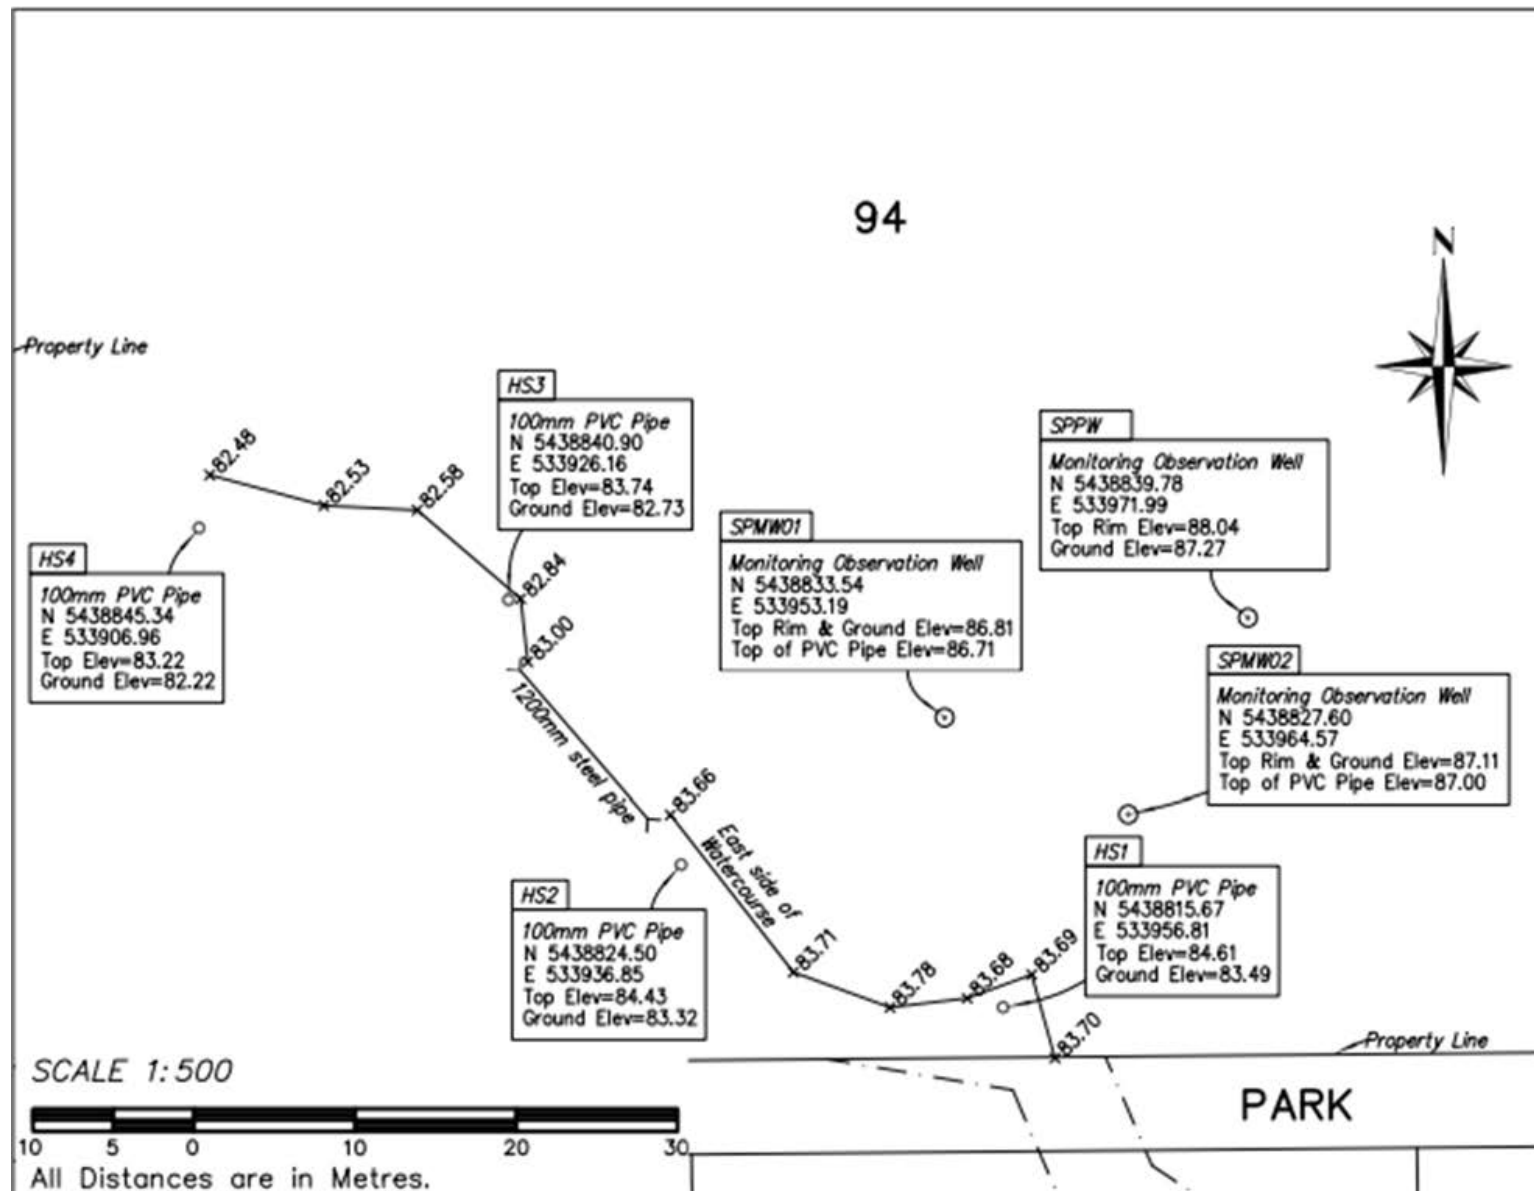 94
N
Property Line
HS3
100mm PVC Pipe
N 5438840.90
E 533926.16
Top Elev=83.74
Ground Elev=82.73
SPPW
Monitoring Observation Well
N 5438839.78
E 533971.99
Top Rim Elev=88.04
Ground Elev=87.27
82.48
82.53
82.58
82.84
83.00
SPMW01
Monitoring Observation Well
N 5438833.54
E 533953.19
Top Rim & Ground Elev=86.81
Top of PVC Pipe Elev=86.71
HS4
100mm PVC Pipe
N 5438845.34
E 533906.96
Top Elev=83.22
Ground Elev=82.22
SPMW02
Monitoring Observation Well
N 5438827.60
E 533964.57
Top Rim & Ground Elev=87.11
Top of PVC Pipe Elev=87.00
1200mm steel pipe
83.66
East side of
Watercourse
HS1
100mm PVC Pipe
N 5438815.67
E 533956.81
Top Elev=84.61
Ground Elev=83.49
HS2
100mm PVC Pipe
N 5438824.50
E 533936.85
Top Elev=84.43
Ground Elev=83.32
83.71
83.78
83.68
83.69
83.70
Property Line
PARK
SCALE 1:500
10 5 0 10 20 30
All Distances are in Metres.